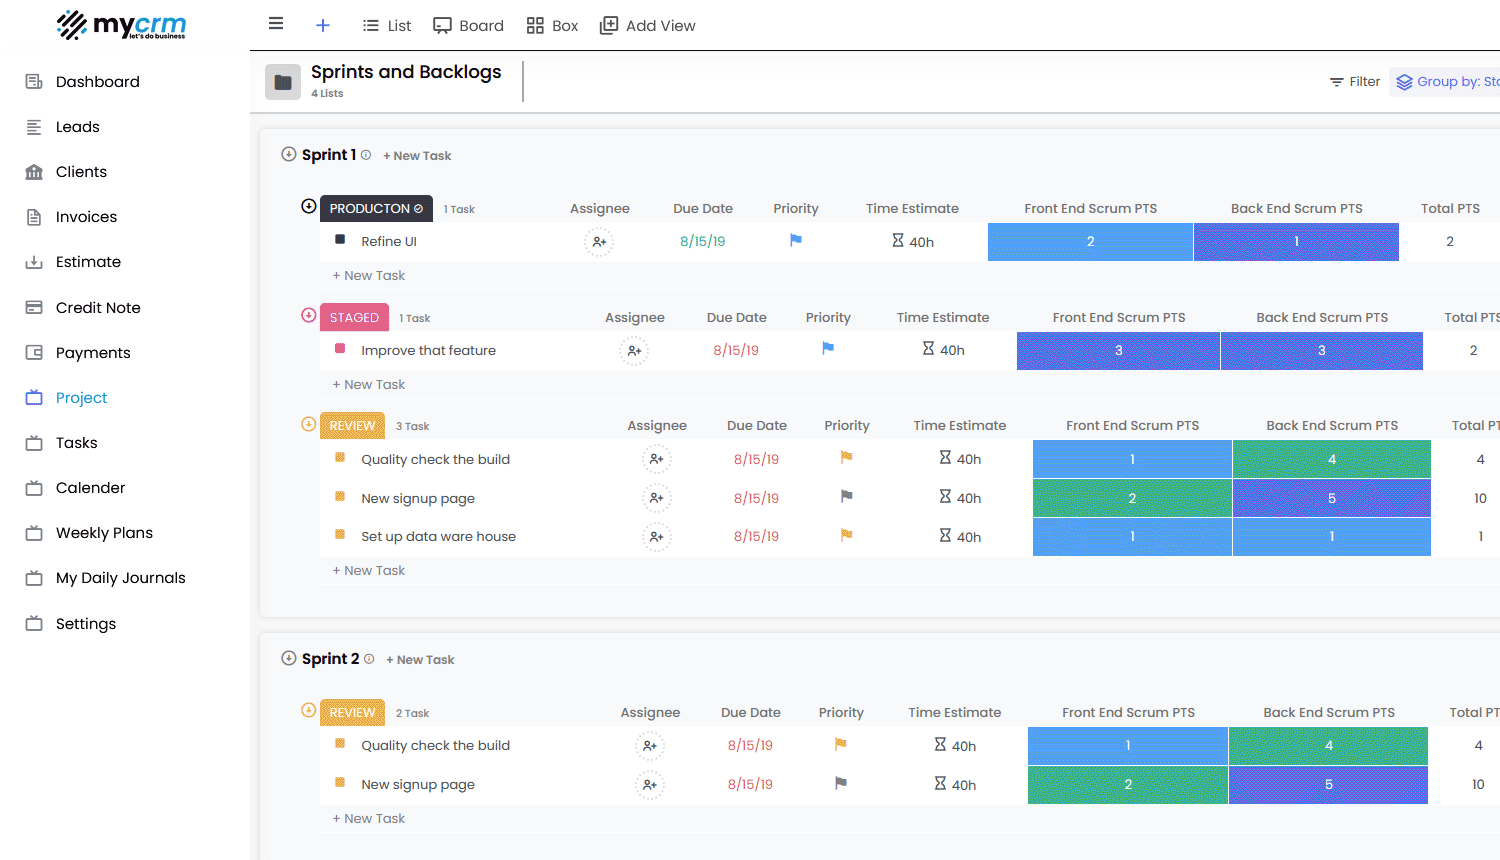 mycrm
let's do business
List Board Box Add View
Dashboard
Leads
Clients
Invoices
Estimate
Credit Note
Payments
Project
Tasks
Calender
Weekly Plans
My Daily Journals
Settings
Sprints and Backlogs
4 Lists
Filter Group by: Sta
Sprint 1 + New Task
PRODUCTON 1 Task Assignee Due Date Priority Time Estimate Front End Scrum PTS Back End Scrum PTS Total PTS
Refine UI 8/15/19 40h 2 1 2
+ New Task
STAGED 1 Task Assignee Due Date Priority Time Estimate Front End Scrum PTS Back End Scrum PTS Total PTS
Improve that feature 8/15/19 40h 3 3 2
+ New Task
REVIEW 3 Task Assignee Due Date Priority Time Estimate Front End Scrum PTS Back End Scrum PTS Total PT
Quality check the build 8/15/19 40h 1 4 4
New signup page 8/15/19 40h 2 5 10
Set up data ware house 8/15/19 40h 1 1 1
+ New Task
Sprint 2 + New Task
REVIEW 2 Task Assignee Due Date Priority Time Estimate Front End Scrum PTS Back End Scrum PTS Total PT
Quality check the build 8/15/19 40h 1 4 4
New signup page 8/15/19 40h 2 5 10
+ New Task